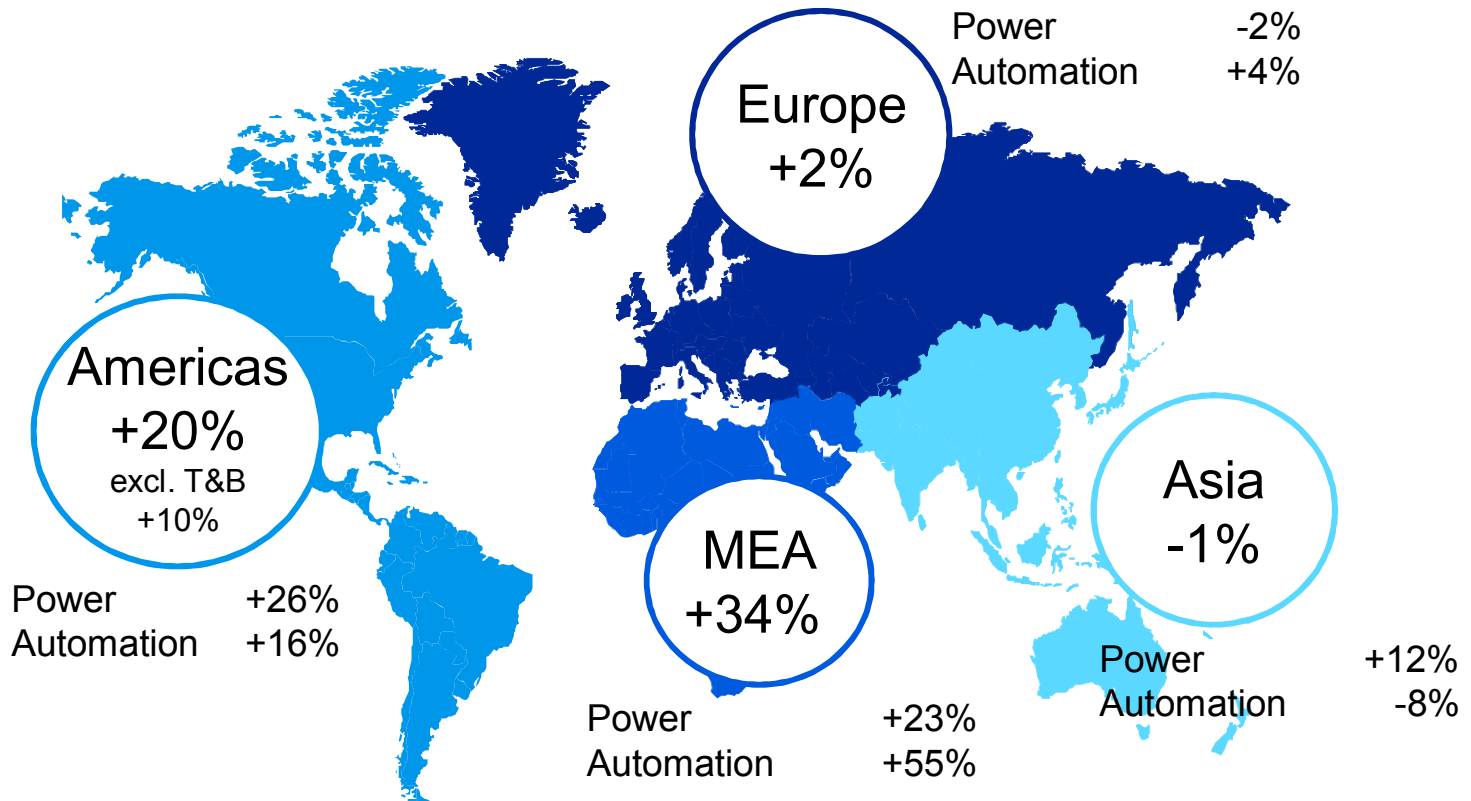 Power -2%
Automation +4%
Europe
+2%
Americas
+20%
excl. T&B
+10%
Power +26%
Automation +16%
MEA
+34%
Power +23%
Automation +55%
Asia
-1%
Power +12%
Automation -8%